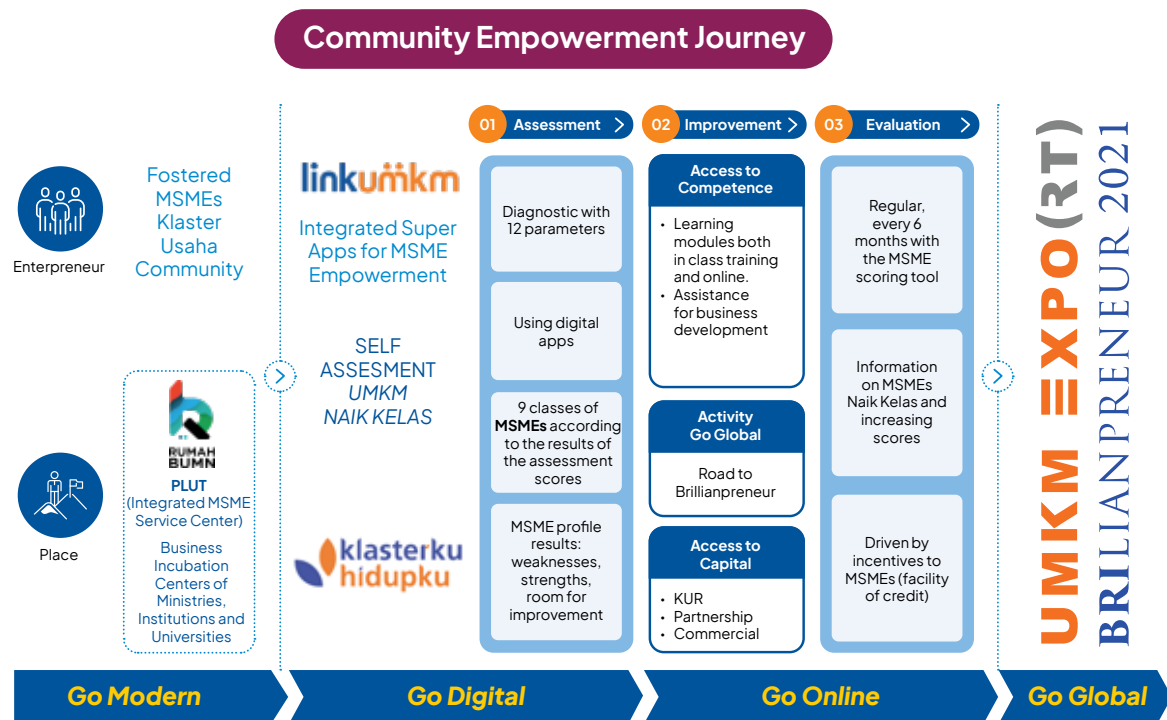 Community Empowerment Journey
Enterpreneur
Fostered
MSMEs
Klaster
Usaha
Community
Place
RUMAH
BUMN
PLUT
(Integrated MSME
Service Center)
Business
Incubation
Centers of
Ministries,
Institutions and
Universities
linkumkm
Integrated Super
Apps for MSME
Empowerment
SELF
ASSESMENT
UMKM
NAIK KELAS
klasterku
hidupku
01 Assessment
Diagnostic with
12 parameters
Using digital
apps
9 classes of
MSMEs according
to the results of
the assessment
scores
MSME profile
results:
weaknesses,
strengths,
room for
improvement
02 Improvement
Access to
Competence
• Learning
modules both
in class training
and online.
• Assistance
for business
development
Activity
Go Global
Road to
Brillianpreneur
Access to
Capital
• KUR
• Partnership
• Commercial
03 Evaluation
Regular,
every 6
months with
the MSME
scoring tool
Information
on MSMEs
Naik Kelas and
increasing
scores
Driven by
incentives to
MSMEs (facility
of credit)
UMKM EXPO(RT)
BRILIANPRENEUR 2021
Go Modern
Go Digital
Go Online
Go Global